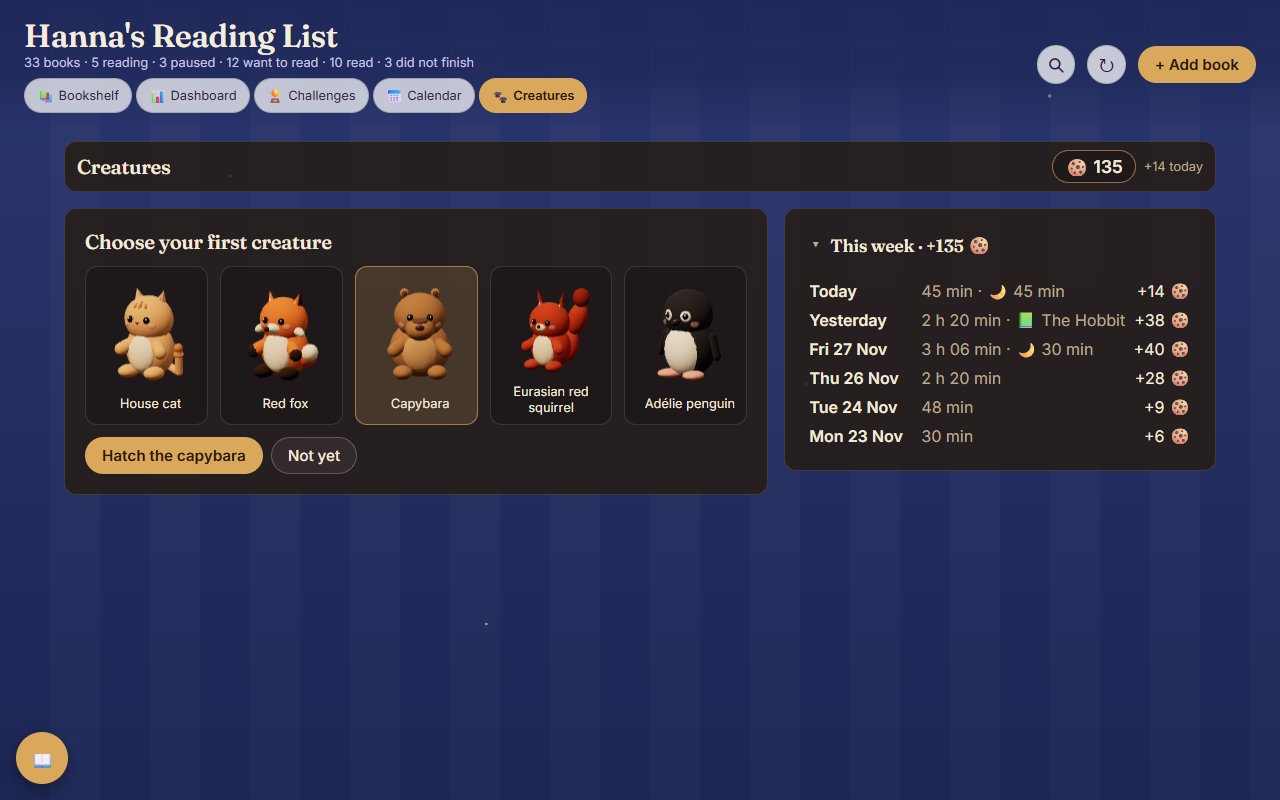 Hanna's Reading List
33 books · 5 reading · 3 paused · 12 want to read · 10 read · 3 did not finish
Bookshelf
Dashboard
Challenges
Calendar
Creatures
+ Add book
Creatures
135
+14 today
Choose your first creature
House cat
Red fox
Capybara
Eurasian red
squirrel
Adélie penguin
Hatch the capybara
Not yet
This week · +135
Today 45 min · 45 min +14
Yesterday 2 h 20 min · The Hobbit +38
Fri 27 Nov 3 h 06 min · 30 min +40
Thu 26 Nov 2 h 20 min +28
Tue 24 Nov 48 min +9
Mon 23 Nov 30 min +6